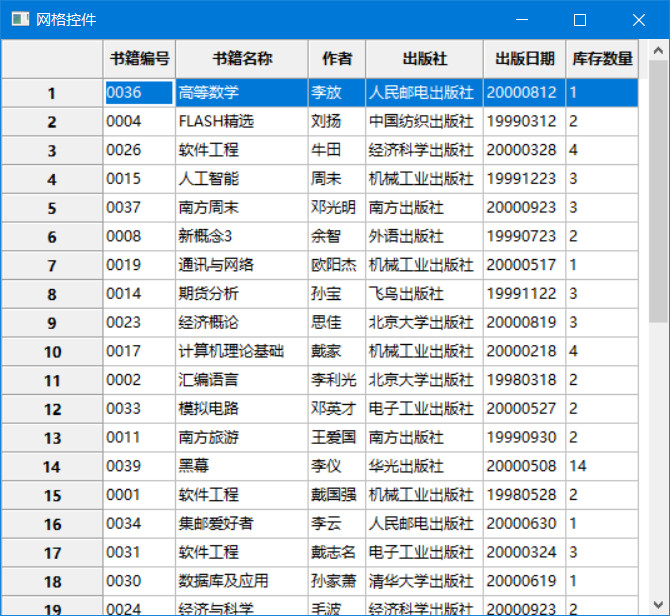 网格控件
书籍编号 书籍名称 作者 出版社 出版日期 库存数量
1 0036 高等数学 李放 人民邮电出版社 20000812 1
2 0004 FLASH精选 刘扬 中国纺织出版社 19990312 2
3 0026 软件工程 牛田 经济科学出版社 20000328 4
4 0015 人工智能 周未 机械工业出版社 19991223 3
5 0037 南方周末 邓光明 南方出版社 20000923 3
6 0008 新概念3 余智 外语出版社 19990723 2
7 0019 通讯与网络 欧阳杰 机械工业出版社 20000517 1
8 0014 期货分析 孙宝 飞鸟出版社 19991122 3
9 0023 经济概论 思佳 北京大学出版社 20000819 3
10 0017 计算机理论基础 戴家 机械工业出版社 20000218 4
11 0002 汇编语言 李利光 北京大学出版社 19980318 2
12 0033 模拟电路 邓英才 电子工业出版社 20000527 2
13 0011 南方旅游 王爱国 南方出版社 19990930 2
14 0039 黑幕 李仪 华光出版社 20000508 14
15 0001 软件工程 戴国强 机械工业出版社 19980528 2
16 0034 集邮爱好者 李云 人民邮电出版社 20000630 1
17 0031 软件工程 戴志名 电子工业出版社 20000324 3
18 0030 数据库及应用 孙家萧 清华大学出版社 20000619 1
19 0024 经济与科学 毛波 经济科学出版社 20000923 2